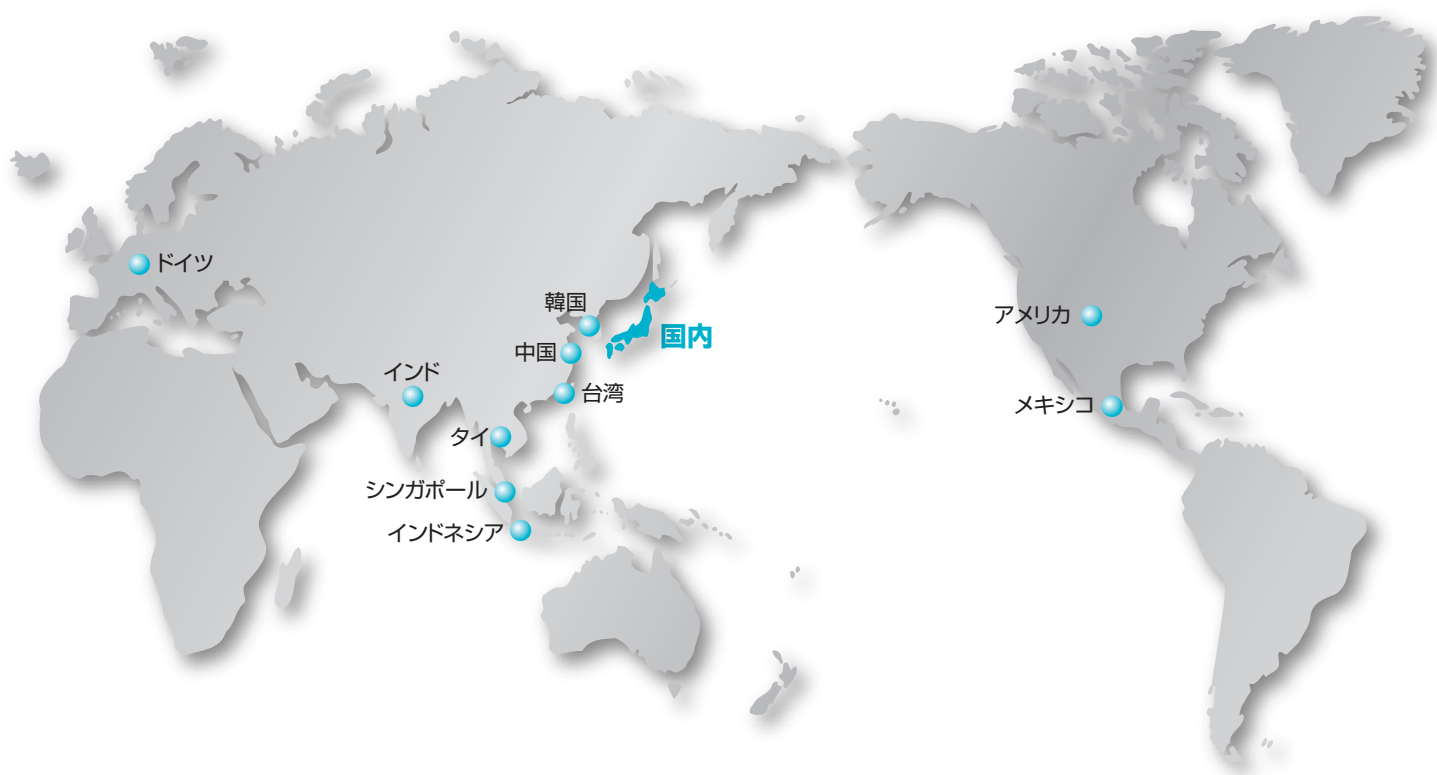 ドイツ
韓国
国内
中国
インド
台湾
タイ
シンガポール
インドネシア
アメリカ
メキシコ